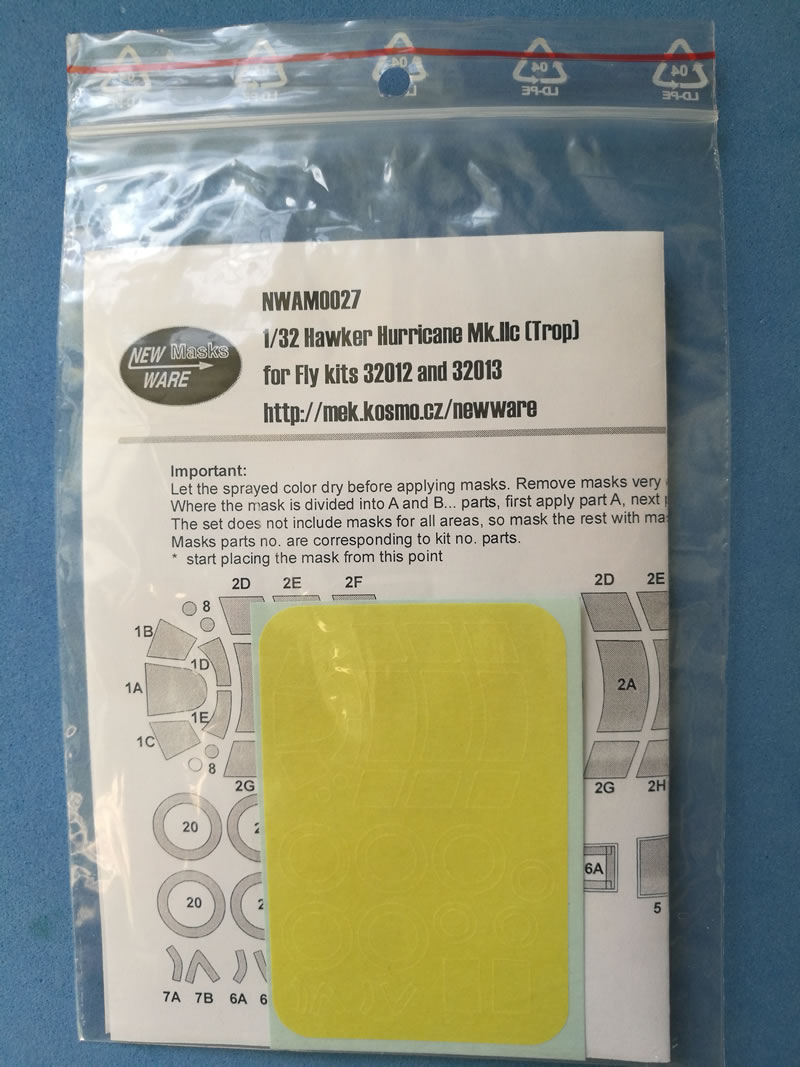 04
04
04
04
LD-PE
LD-PE
LD-PE
NWAM0027
1/32 Hawker Hurricane Mk.IIc (Trop)
for Fly kits 32012 and 32013
http://mek.kosmo.cz/newware
NEW Masks
WARE
Important:
Let the sprayed color dry before applying masks. Remove masks very
Where the mask is divided into A and B... parts, first apply part A, next
The set does not include masks for all areas, so mask the rest with
Masks parts no. are corresponding to kit no. parts.
* start placing the mask from this point
2D 2E 2F 2D 2E
8
1B
1D
1A 2A
1E
1C
8
2G 2G 2H
20 2
6A
20 2
5
7A 7B 6A 6